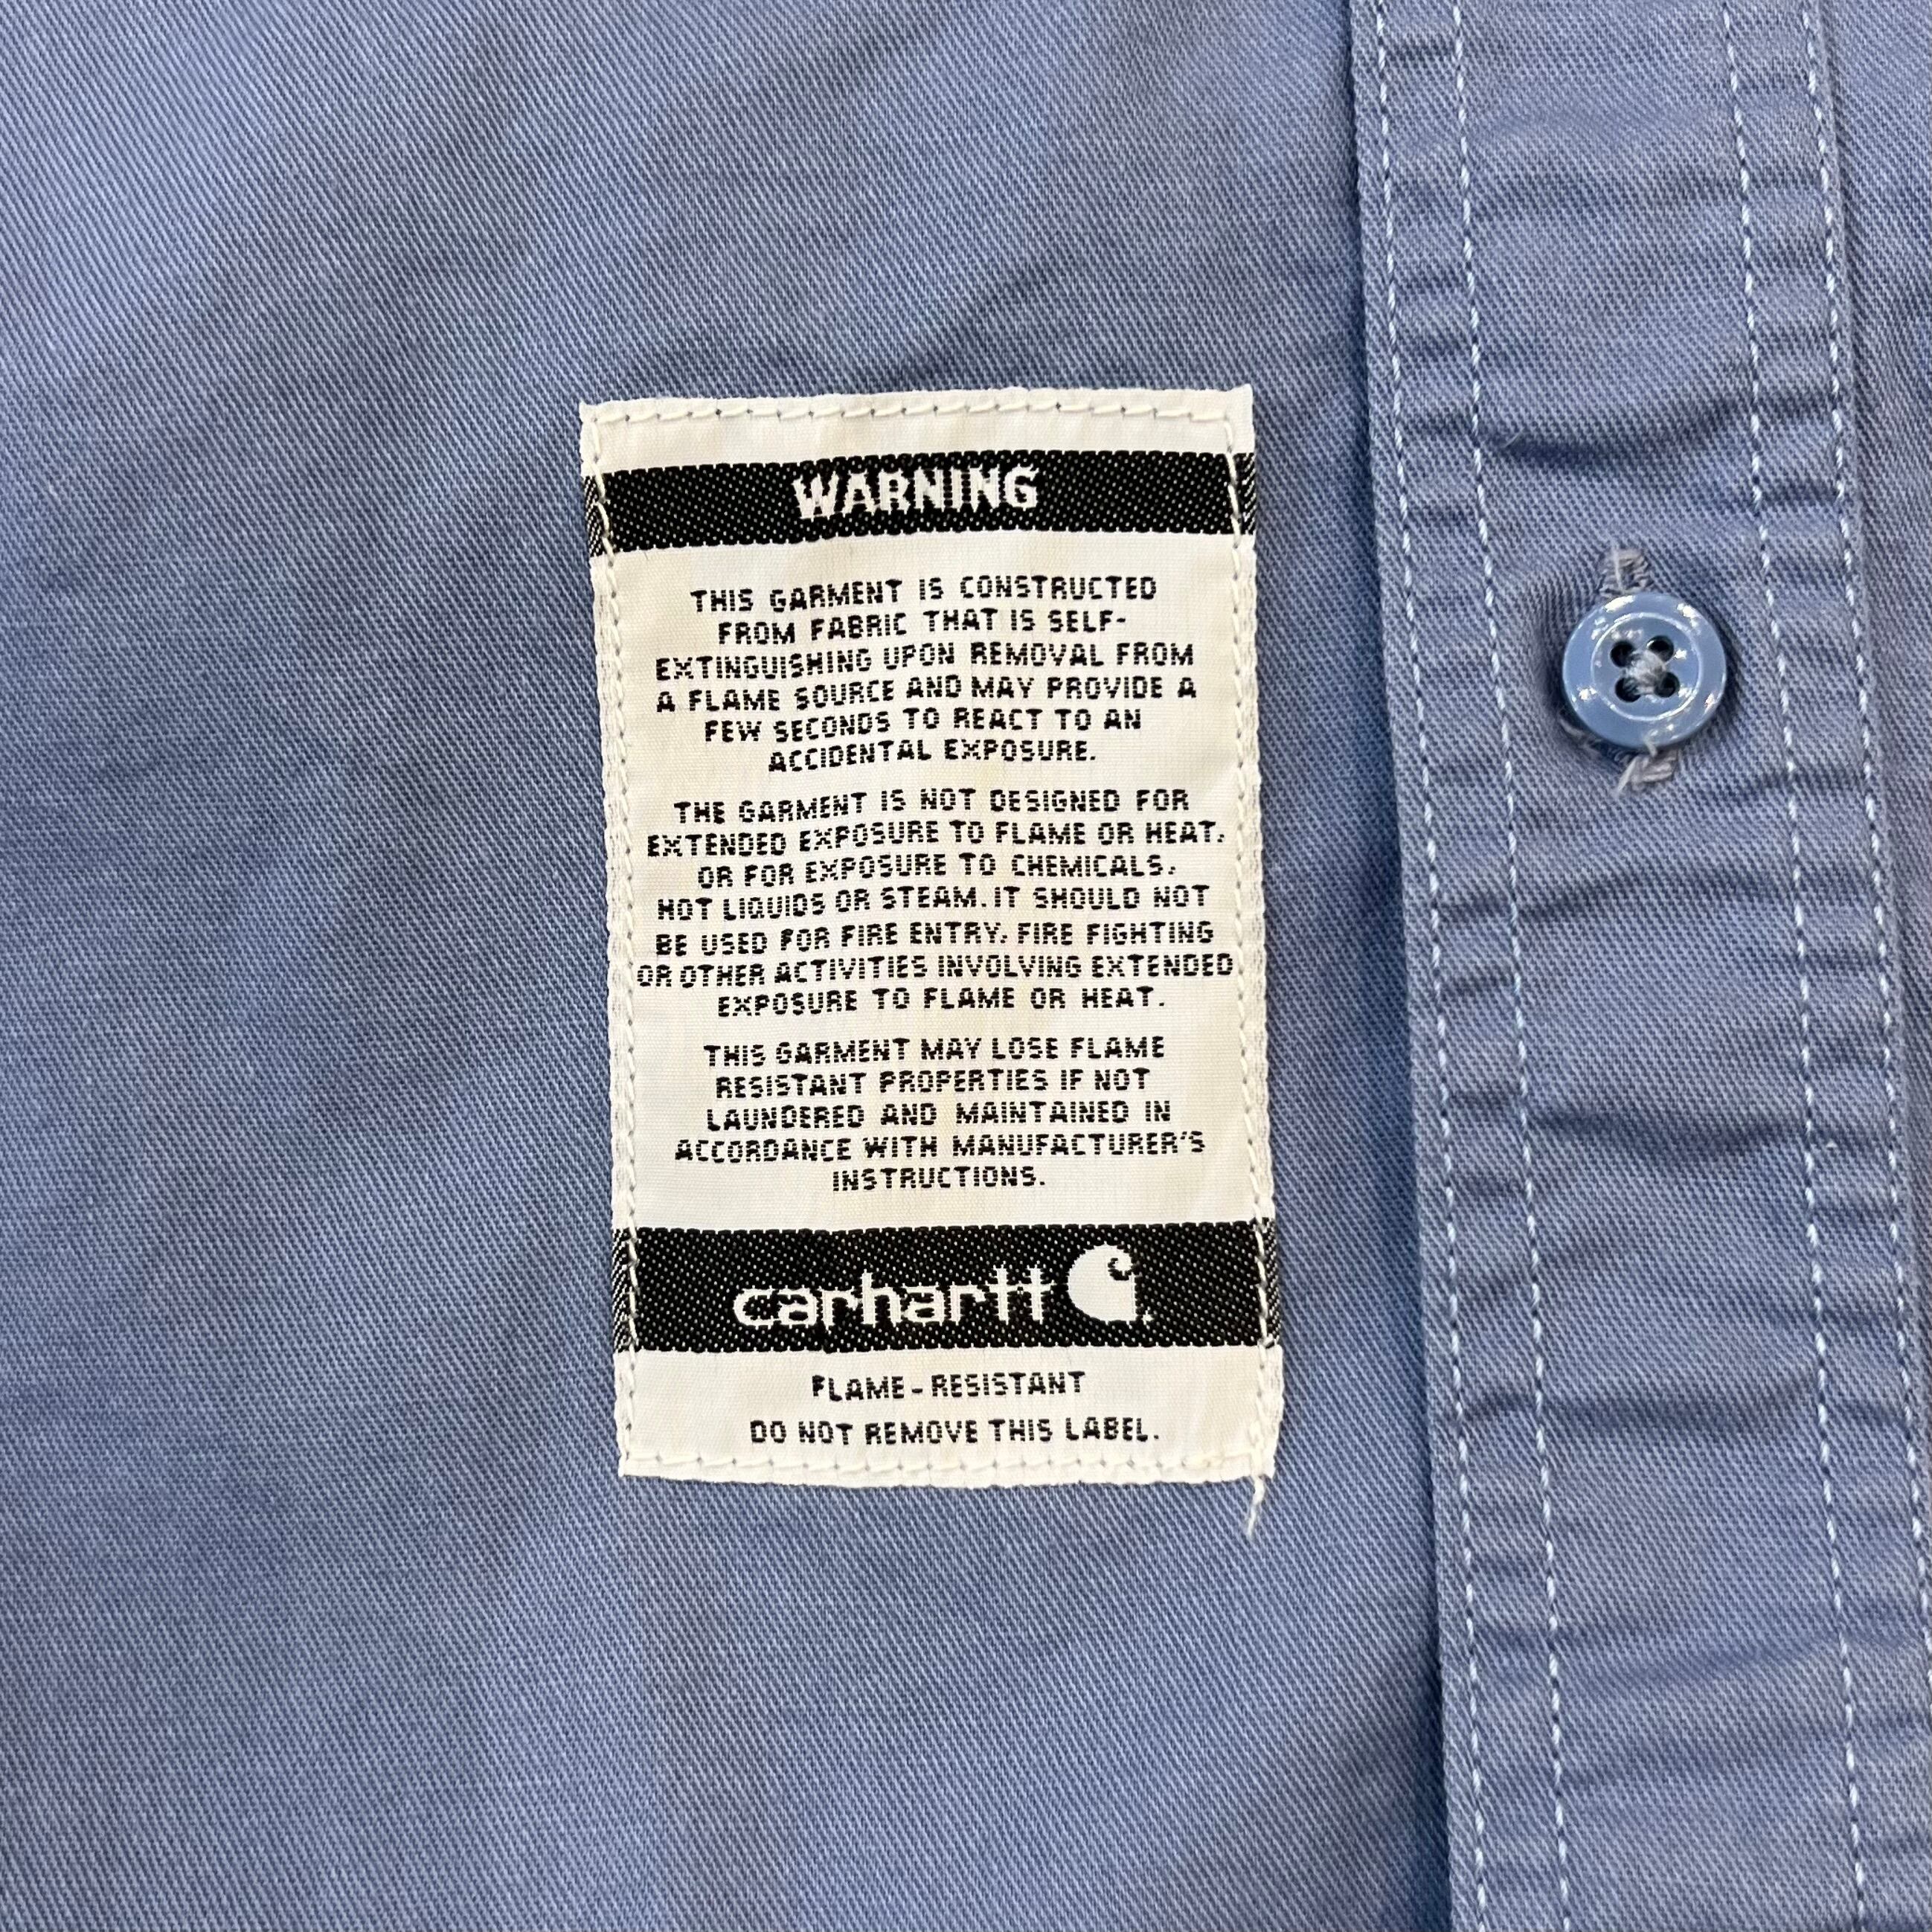 WARNING
THIS GARMENT IS CONSTRUCTED
FROM FABRIC THAT IS SELF-
EXTINGUISHING UPON REMOVAL FROM
A FLAME SOURCE AND MAY PROVIDE A
FEW SECONDS TO REACT TO AN
ACCIDENTAL EXPOSURE.
THE GARMENT IS NOT DESIGNED FOR
EXTENDED EXPOSURE TO FLAME OR HEAT,
OR FOR EXPOSURE TO CHEMICALS,
HOT LIQUIDS OR STEAM. IT SHOULD NOT
BE USED FOR FIRE ENTRY, FIRE FIGHTING
OR OTHER ACTIVITIES INVOLVING EXTENDED
EXPOSURE TO FLAME OR HEAT.
THIS GARMENT MAY LOSE FLAME
RESISTANT PROPERTIES IF NOT
LAUNDERED AND MAINTAINED IN
ACCORDANCE WITH MANUFACTURER'S
INSTRUCTIONS.
carhartt
FLAME-RESISTANT
DO NOT REMOVE THIS LABEL.